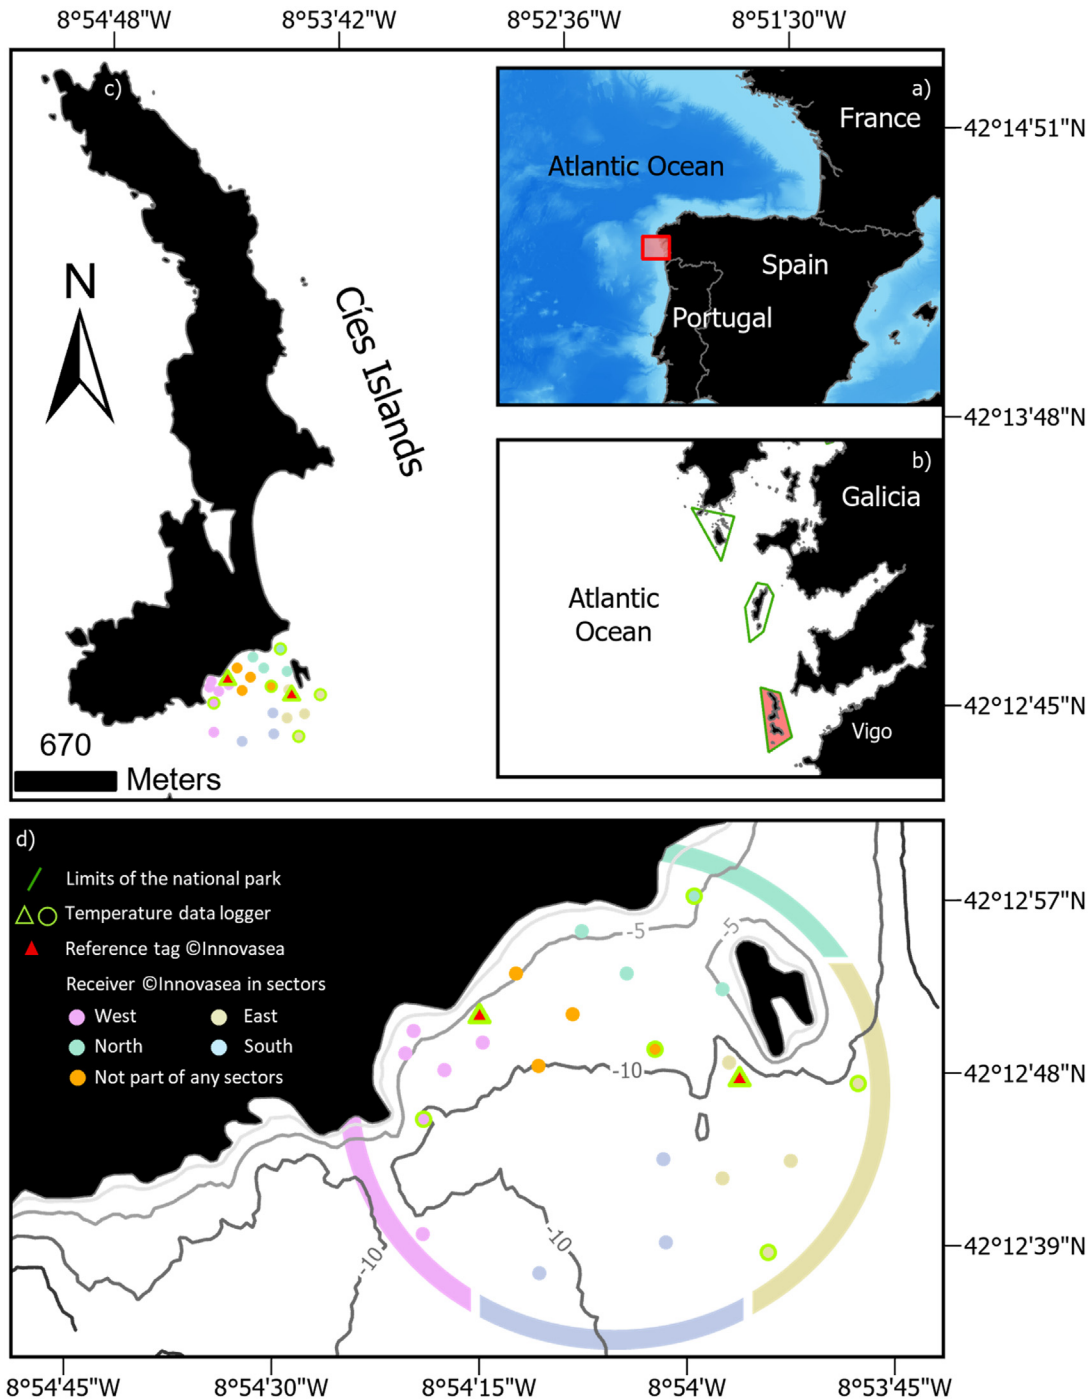 8°54'48"W
8°53'42"W
8°52'36"W
8°51'30"W
c)
N
Cíes Islands
670
Meters
a)
France
Atlantic Ocean
Spain
Portugal
b)
Galicia
Atlantic
Ocean
Vigo
42°14'51"N
42°13'48"N
42°12'45"N
d)
Limits of the national park
Temperature data logger
Reference tag ©Innovasea
Receiver ©Innovasea in sectors
West
East
North
South
Not part of any sectors
-5
-5
-10
-10
-10
42°12'57"N
42°12'48"N
42°12'39"N
8°54'45"W
8°54'30"W
8°54'15"W
8°54'W
8°53'45"W